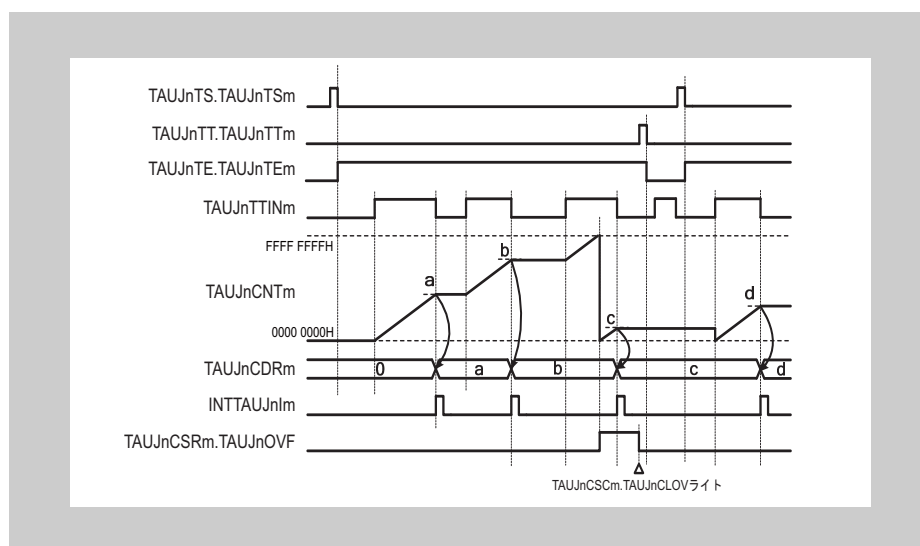 TAUJnTS.TAUJnTSm
TAUJnTT.TAUJnTTm
TAUJnTE.TAUJnTEm
TAUJnTTINm
FFFF FFFFH
TAUJnCNTm
0000 0000H
a
b
c
d
TAUJnCDRm
0 a b c d
INTTAUJnIm
TAUJnCSRm.TAUJnOVF
TAUJnCSCm.TAUJnCLOVライト